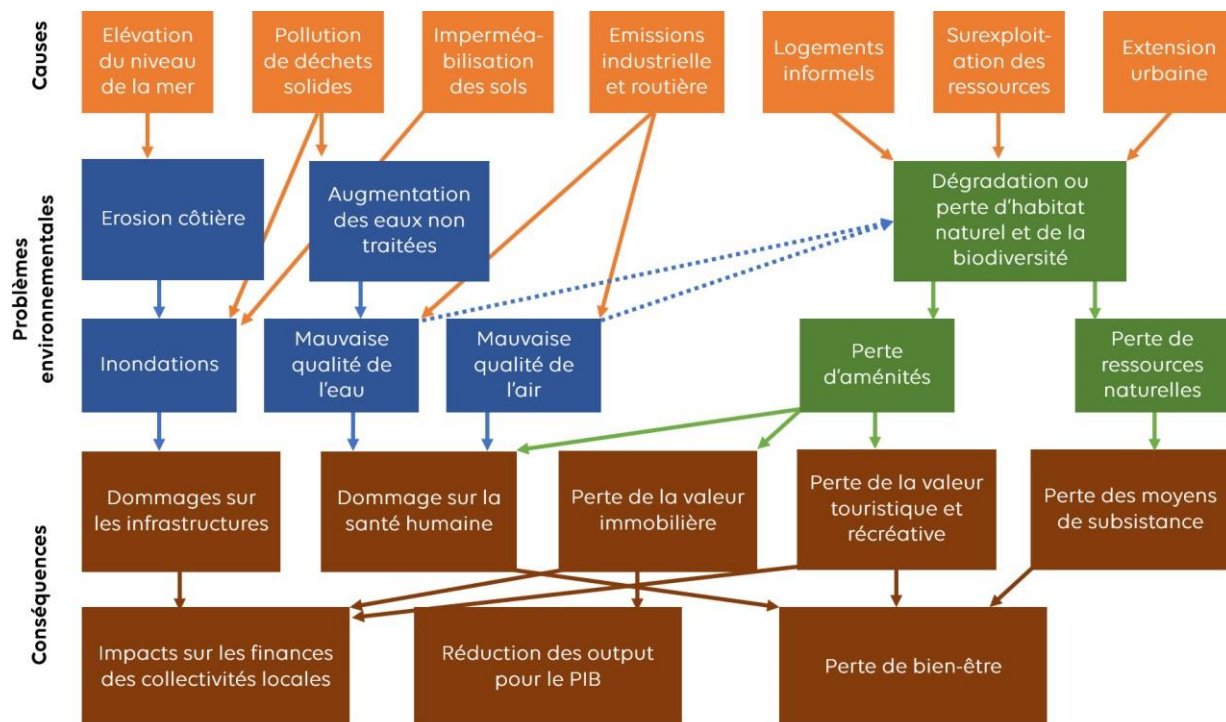 Causes
Elévation
du niveau
de la mer
Pollution
de déchets
solides
Imperméa-
bilisation
des sols
Emissions
industrielle
et routière
Logements
informels
Surexploit-
ation des
ressources
Extension
urbaine
Problèmes
environnementales
Erosion côtière
Augmentation
des eaux non
traitées
Dégradation ou
perte d'habitat
naturel et de la
biodiversité
Inondations
Mauvaise
qualité de
l'eau
Mauvaise
qualité de
l'air
Perte
d'aménités
Perte de
ressources
naturelles
Conséquences
Dommages sur
les infrastructures
Dommage sur la
santé humaine
Perte de la valeur
immobilière
Perte de la valeur
touristique et
récréative
Perte des moyens
de subsistance
Impacts sur les finances
des collectivités locales
Réduction des output
pour le PIB
Perte de bien-être